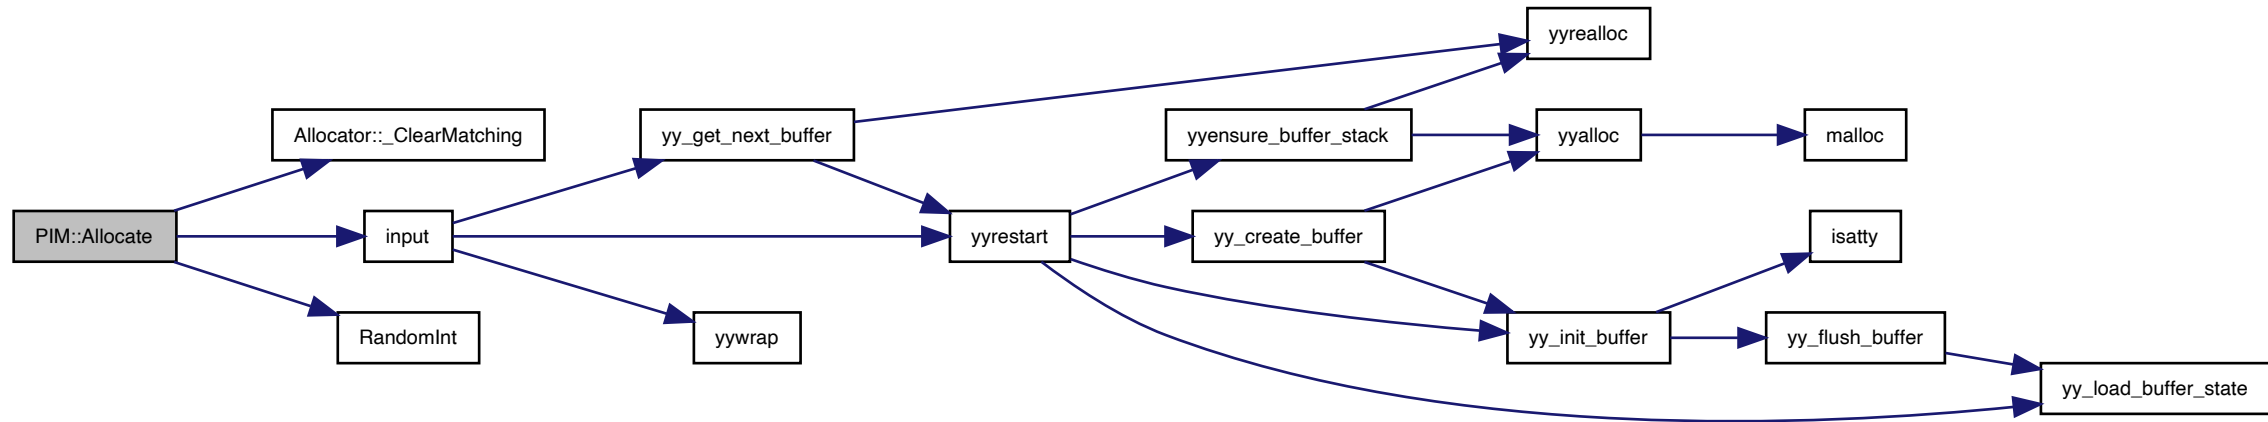 yyrealloc
Allocator::_ClearMatching
yy_get_next_buffer
yyensure_buffer_stack
yyalloc
malloc
PIM::Allocate
input
yyrestart
yy_create_buffer
isatty
RandomInt
yywrap
yy_init_buffer
yy_flush_buffer
yy_load_buffer_state